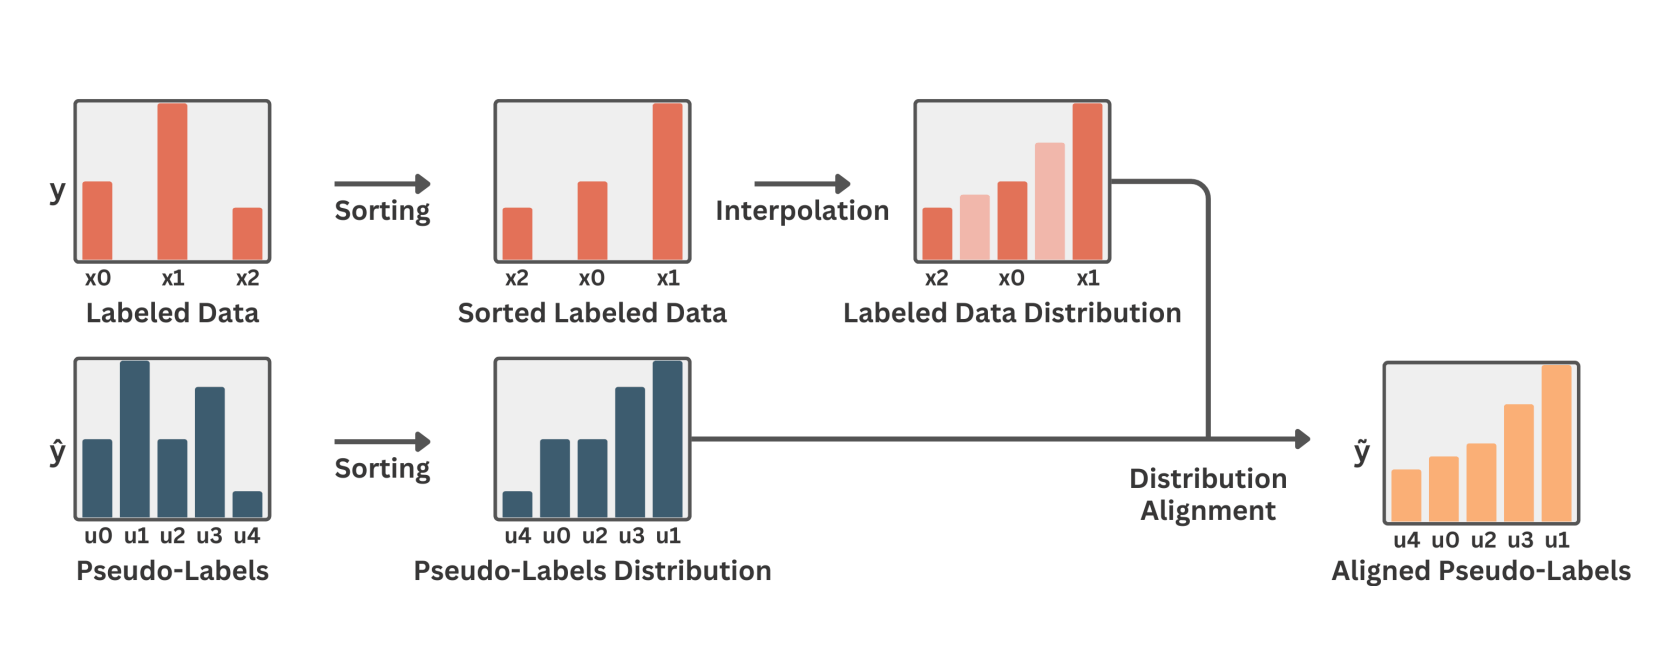 y
x0 x1 x2
Labeled Data
Sorting
x2 x0 x1
Sorted Labeled Data
Interpolation
x2 x0 x1
Labeled Data Distribution
ŷ
u0 u1 u2 u3 u4
Pseudo-Labels
Sorting
u4 u0 u2 u3 u1
Pseudo-Labels Distribution
Distribution
Alignment
ỹ
u4 u0 u2 u3 u1
Aligned Pseudo-Labels